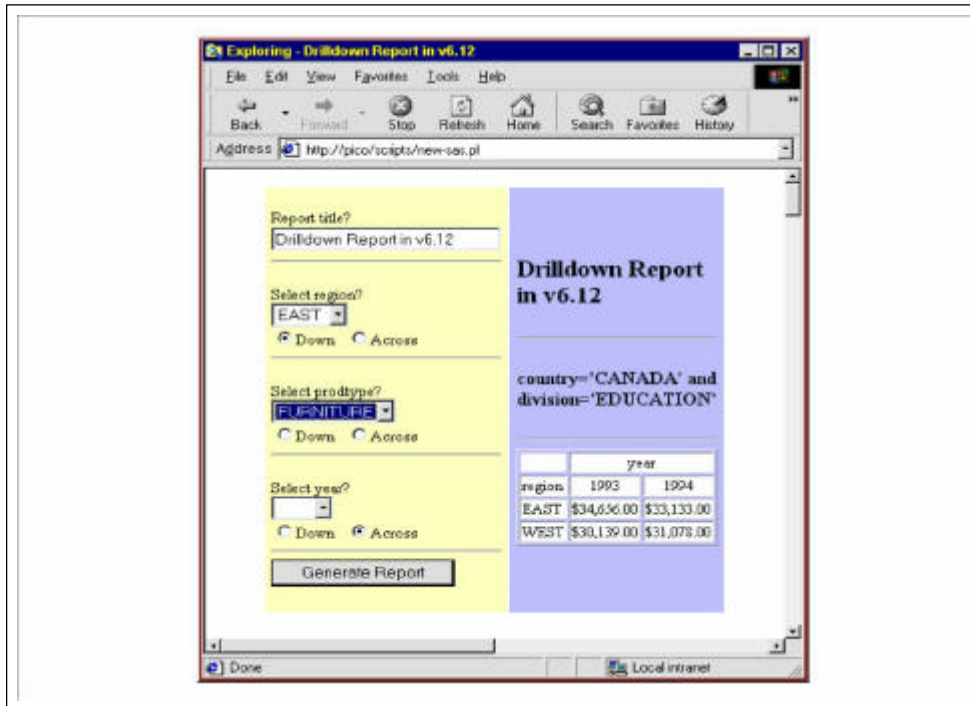 Exploring - Drilldown Report in v6.12
File Edit View Favorites Tools Help
Back Forward Stop Refresh Home Search Favorites History
Address http://pico/scipts/new-sas.pl
Report title?
Drilldown Report in v6.12
Select region?
EAST
Down Across
Select prodtype?
FURNITURE
Down Across
Select year?
Down Across
Generate Report
Drilldown Report
in v6.12
country='CANADA' and
division='EDUCATION'
year
region 1993 1994
EAST $34,656.00 $33,133.00
WEST $30,139.00 $31,078.00
Done Local intranet